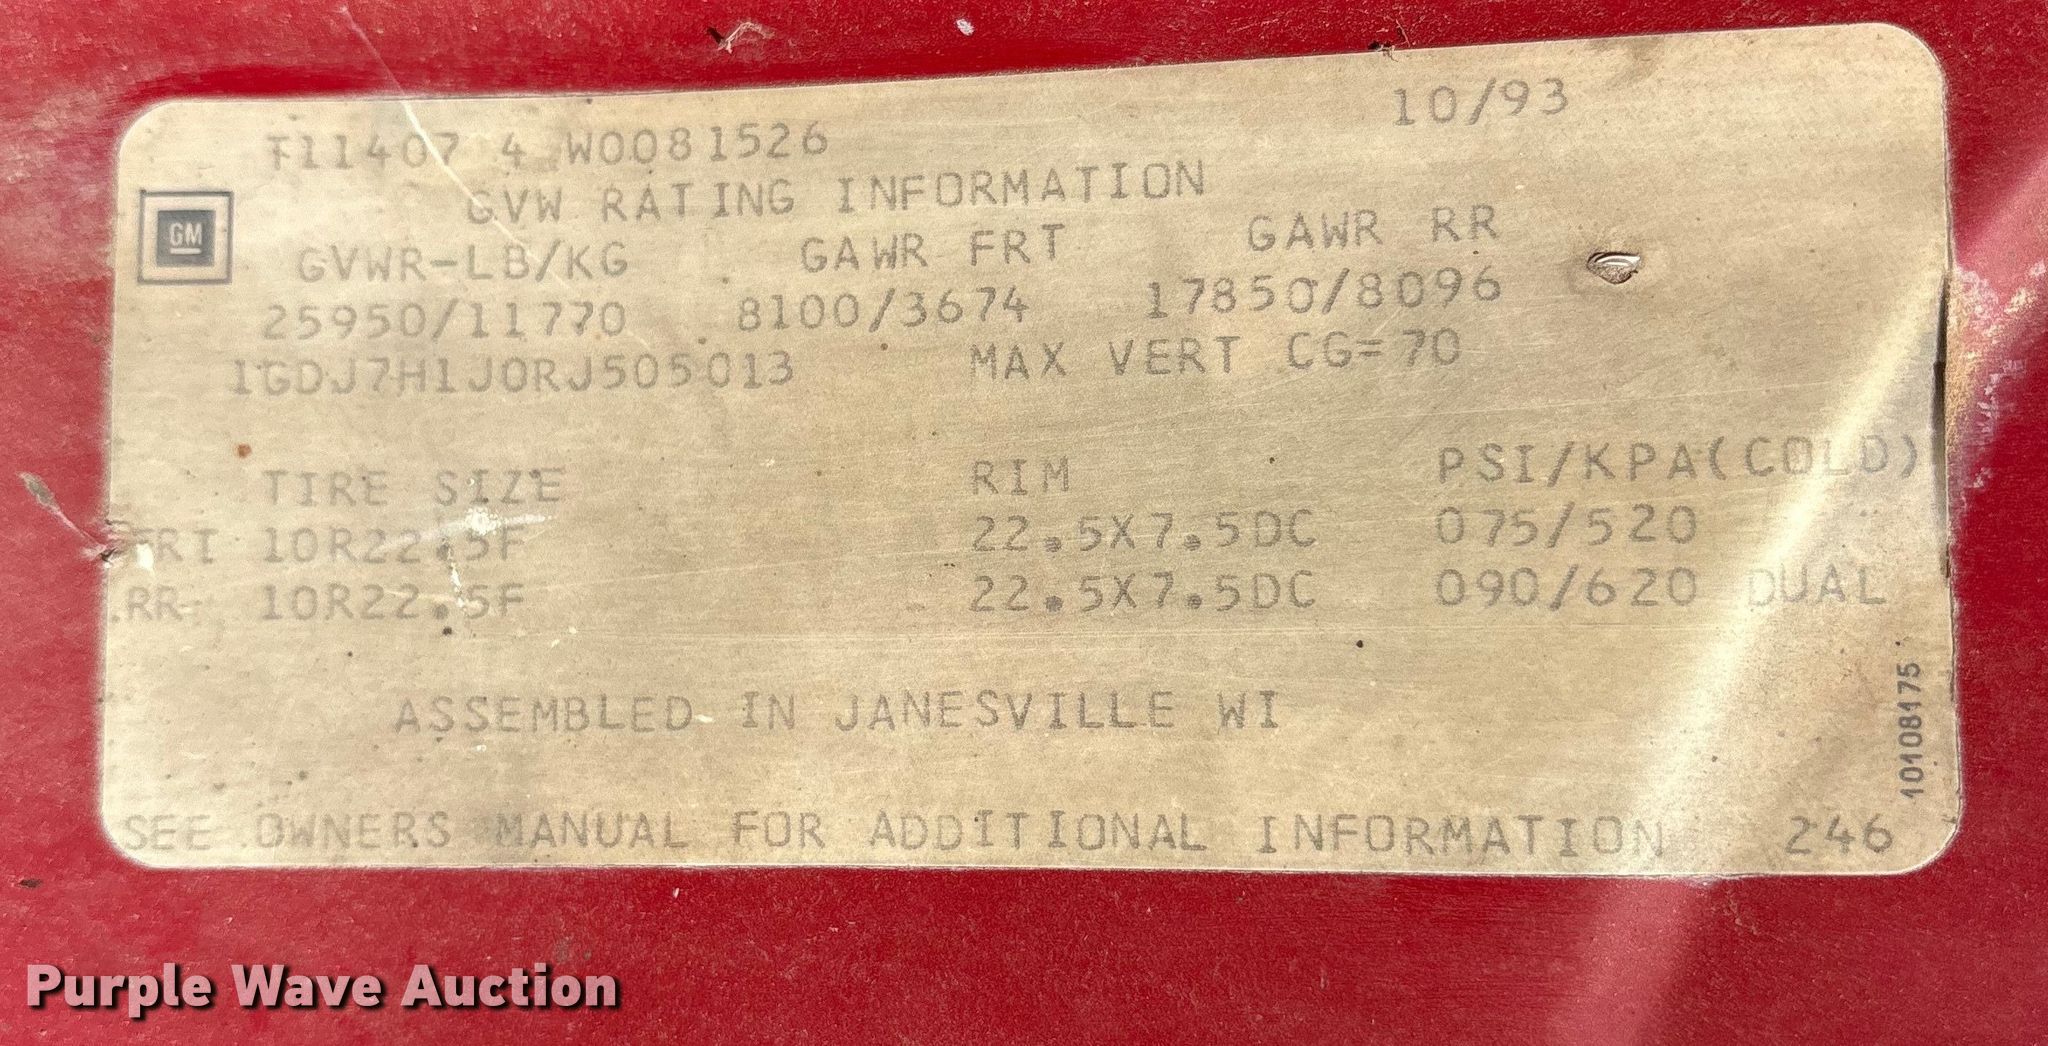 T11407 4 W0081526
10/93
GVW RATING INFORMATION
GM
GVWR-LB/KG GAWR FRT GAWR RR
25950/11770 8100/3674 17850/8096
1GDJ7H1J0RJ505013 MAX VERT CG=70
TIRE SIZE RIM PSI/KPA(COLD)
FRT 10R22.5F 22.5X7.5DC 075/520
RR 10R22.5F 22.5X7.5DC 090/620 DUAL
ASSEMBLED IN JANESVILLE WI
10108175
SEE OWNERS MANUAL FOR ADDITIONAL INFORMATION 246
Purple Wave Auction